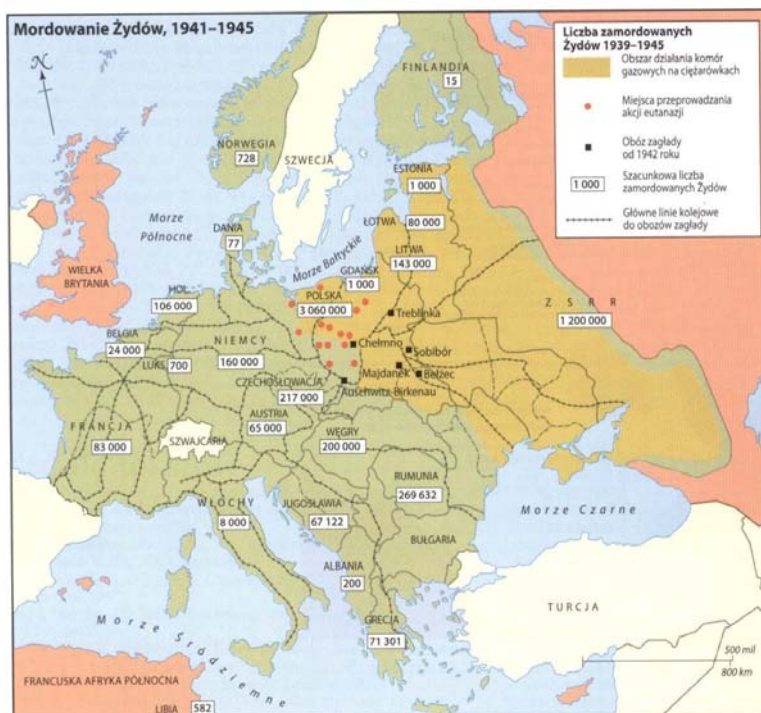 Mordowanie Żydów, 1941–1945
N
Liczba zamordowanych
Żydów 1939–1945
Obszar działania komór
gazowych na ciężarówkach
Miejsca przeprowadzania
akcji eutanazji
Obóz zagłady
od 1942 roku
1 000
Szacunkowa liczba
zamordowanych Żydów
Główne linie kolejowe
do obozów zagłady
FINLANDIA
15
NORWEGIA
728
SZWECJA
ESTONIA
1 000
Morze
Północne
DANIA
77
ŁOTWA
80 000
LITWA
143 000
Morze Bałtyckie
GDAŃSK
1 000
WIELKA
BRYTANIA
HOL.
106 000
POLSKA
3 060 000
Treblinka
ZSRR
1 200 000
BELGIA
24 000
NIEMCY
160 000
Chełmno
Sobibór
LUKS.
700
Majdanek
Bełżec
CZECHOSŁOWACJA
217 000
Auschwitz-Birkenau
AUSTRIA
65 000
FRANCJA
83 000
SZWAJCARIA
WĘGRY
200 000
RUMUNIA
269 632
WŁOCHY
8 000
JUGOSŁAWIA
67 122
Morze Czarne
BUŁGARIA
ALBANIA
200
TURCJA
GRECJA
71 301
Morze Śródziemne
500 mil
800 km
FRANCUSKA AFRYKA PÓŁNOCNA
LIBIA
582